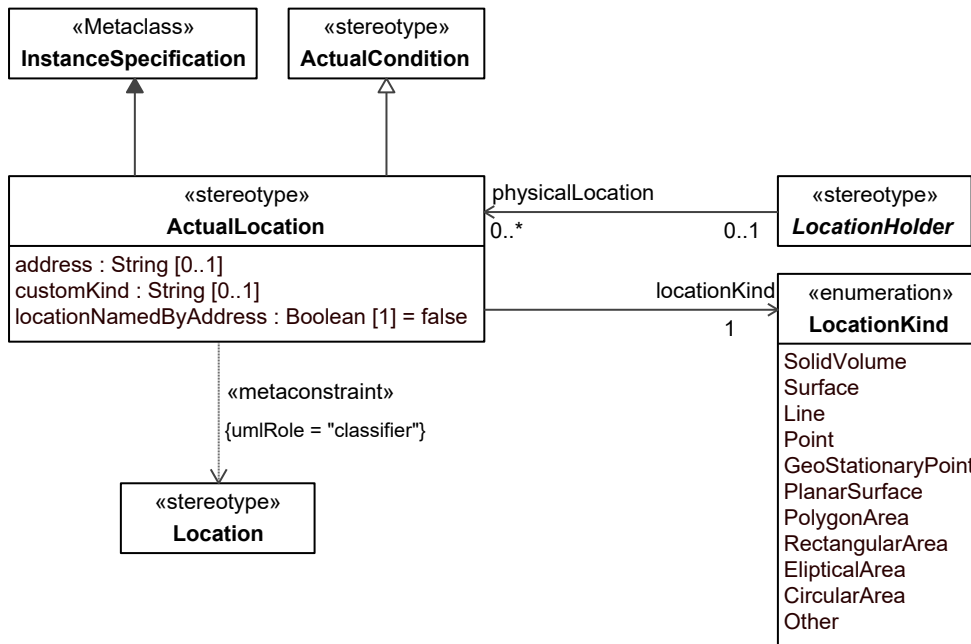 «Metaclass»
InstanceSpecification
«stereotype»
ActualCondition
«stereotype»
ActualLocation
address : String [0..1]
customKind : String [0..1]
locationNamedByAddress : Boolean [1] = false
physicalLocation
0..*
0..1
«stereotype»
LocationHolder
locationKind
1
«enumeration»
LocationKind
SolidVolume
Surface
Line
Point
GeoStationaryPoint
PlanarSurface
PolygonArea
RectangularArea
ElipticalArea
CircularArea
Other
«metaconstraint»
{umlRole = "classifier"}
«stereotype»
Location